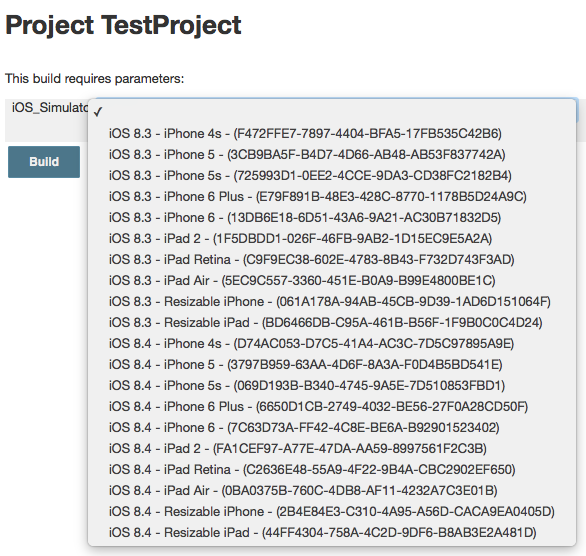 Project TestProject
This build requires parameters:
iOS_Simulato
✓
iOS 8.3 - iPhone 4s - (F472FFE7-7897-4404-BFA5-17FB535C42B6)
iOS 8.3 - iPhone 5 - (3CB9BA5F-B4D7-4D66-AB48-AB53F837742A)
iOS 8.3 - iPhone 5s - (725993D1-0EE2-4CCE-9DA3-CD38FC2182B4)
iOS 8.3 - iPhone 6 Plus - (E79F891B-48E3-428C-8770-1178B5D24A9C)
iOS 8.3 - iPhone 6 - (13DB6E18-6D51-43A6-9A21-AC30B71832D5)
iOS 8.3 - iPad 2 - (1F5DBDD1-026F-46FB-9AB2-1D15EC9E5A2A)
iOS 8.3 - iPad Retina - (C9F9EC38-602E-4783-8B43-F732D743F3AD)
iOS 8.3 - iPad Air - (5EC9C557-3360-451E-B0A9-B99E4800BE1C)
iOS 8.3 - Resizable iPhone - (061A178A-94AB-45CB-9D39-1AD6D151064F)
iOS 8.3 - Resizable iPad - (BD6466DB-C95A-461B-B56F-1F9B0C0C4D24)
iOS 8.4 - iPhone 4s - (D74AC053-D7C5-41A4-AC3C-7D5C97895A9E)
iOS 8.4 - iPhone 5 - (3797B959-63AA-4D6F-8A3A-F0D4B5BD541E)
iOS 8.4 - iPhone 5s - (069D193B-B340-4745-9A5E-7D510853FBD1)
iOS 8.4 - iPhone 6 Plus - (6650D1CB-2749-4032-BE56-27F0A28CD50F)
iOS 8.4 - iPhone 6 - (7C63D73A-FF42-4C8E-BE6A-B92901523402)
iOS 8.4 - iPad 2 - (FA1CEF97-A77E-47DA-AA59-8997561F2C3B)
iOS 8.4 - iPad Retina - (C2636E48-55A9-4F22-9B4A-CBC2902EF650)
iOS 8.4 - iPad Air - (0BA0375B-760C-4DB8-AF11-4232A7C3E01B)
iOS 8.4 - Resizable iPhone - (2B4E84E3-C310-4A95-A56D-CACA9EA0405D)
iOS 8.4 - Resizable iPad - (44FF4304-758A-4C2D-9DF6-B8AB3E2A481D)
Build